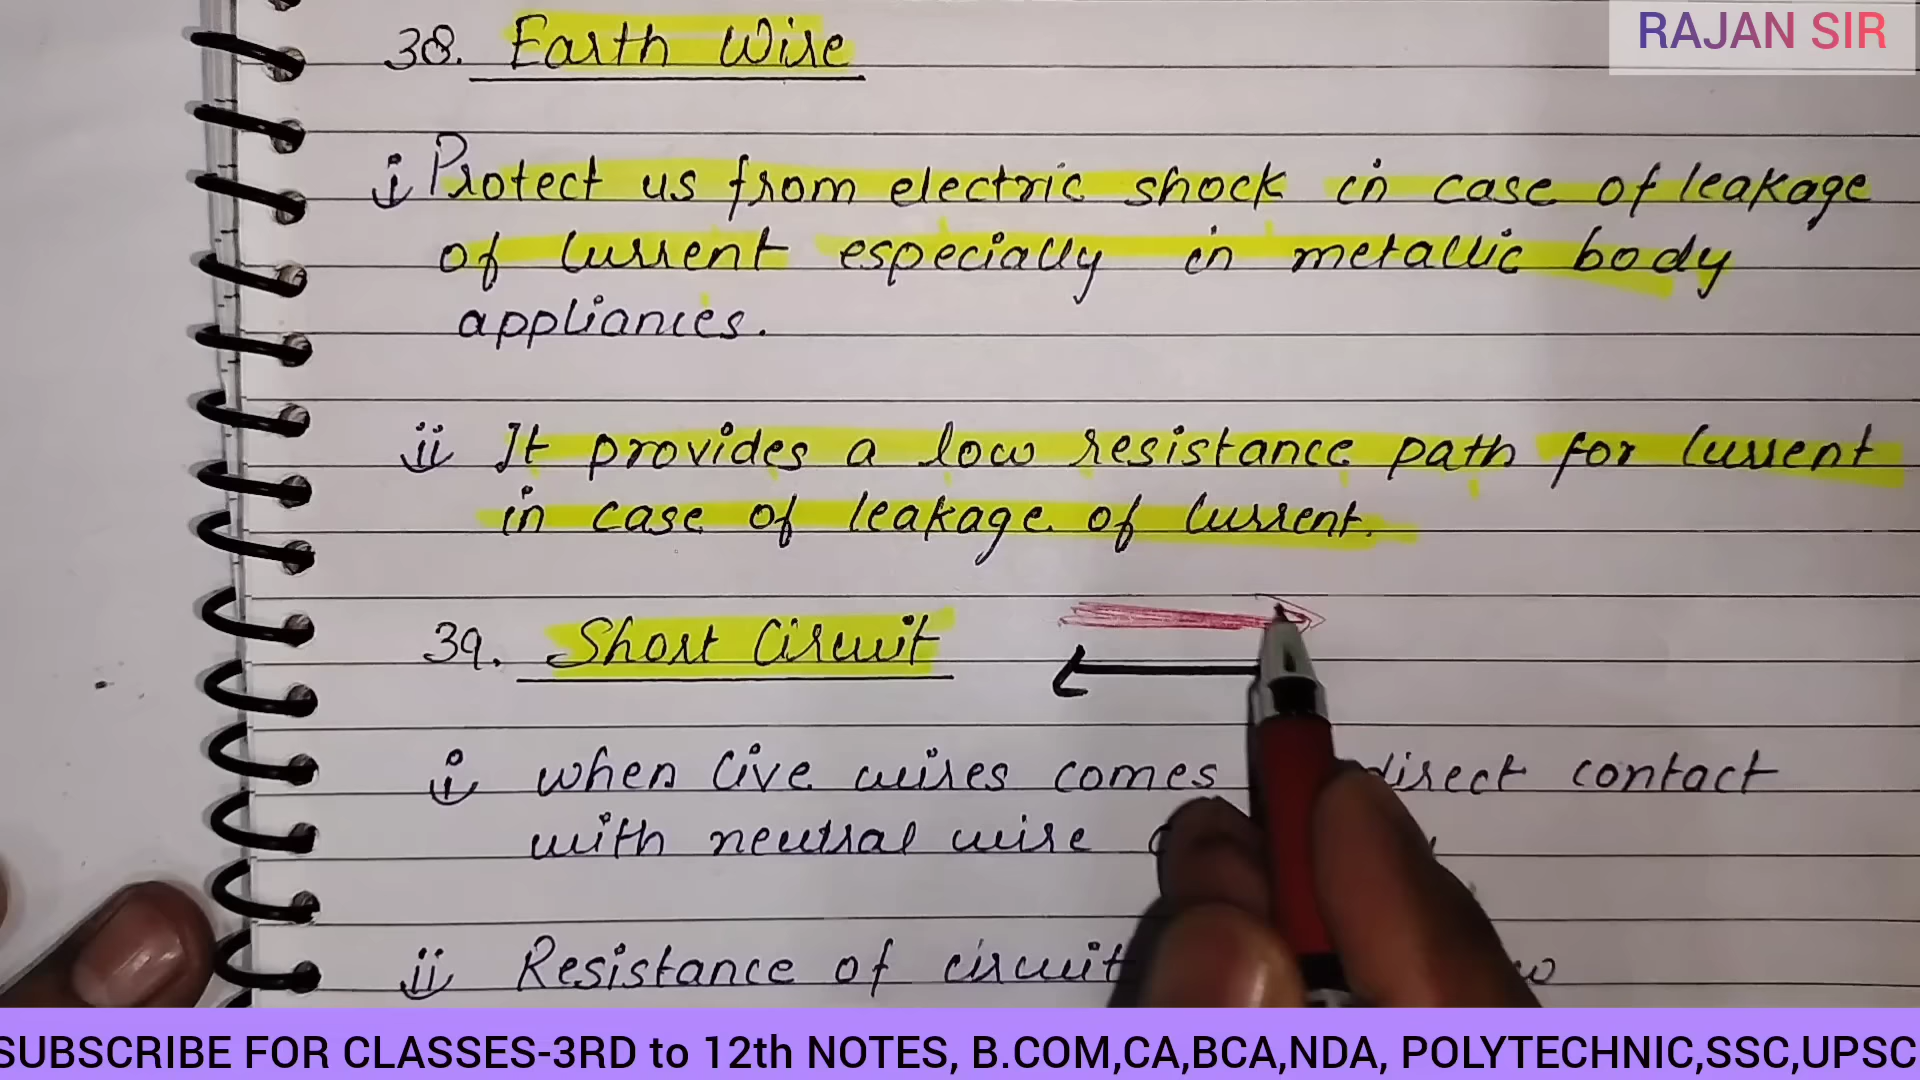 RAJAN SIR
38. Earth Wire
i Protect us from electric shock in case of leakage
of Current especially in metallic body
appliances.
ii It provides a low resistance path for Current
in case of leakage of Current.
39. Short Circuit
i when live wires comes direct contact
with neutral wire
ii Resistance of circuit
SUBSCRIBE FOR CLASSES-3RD to 12th NOTES, B.COM,CA,BCA,NDA, POLYTECHNIC,SSC,UPSC